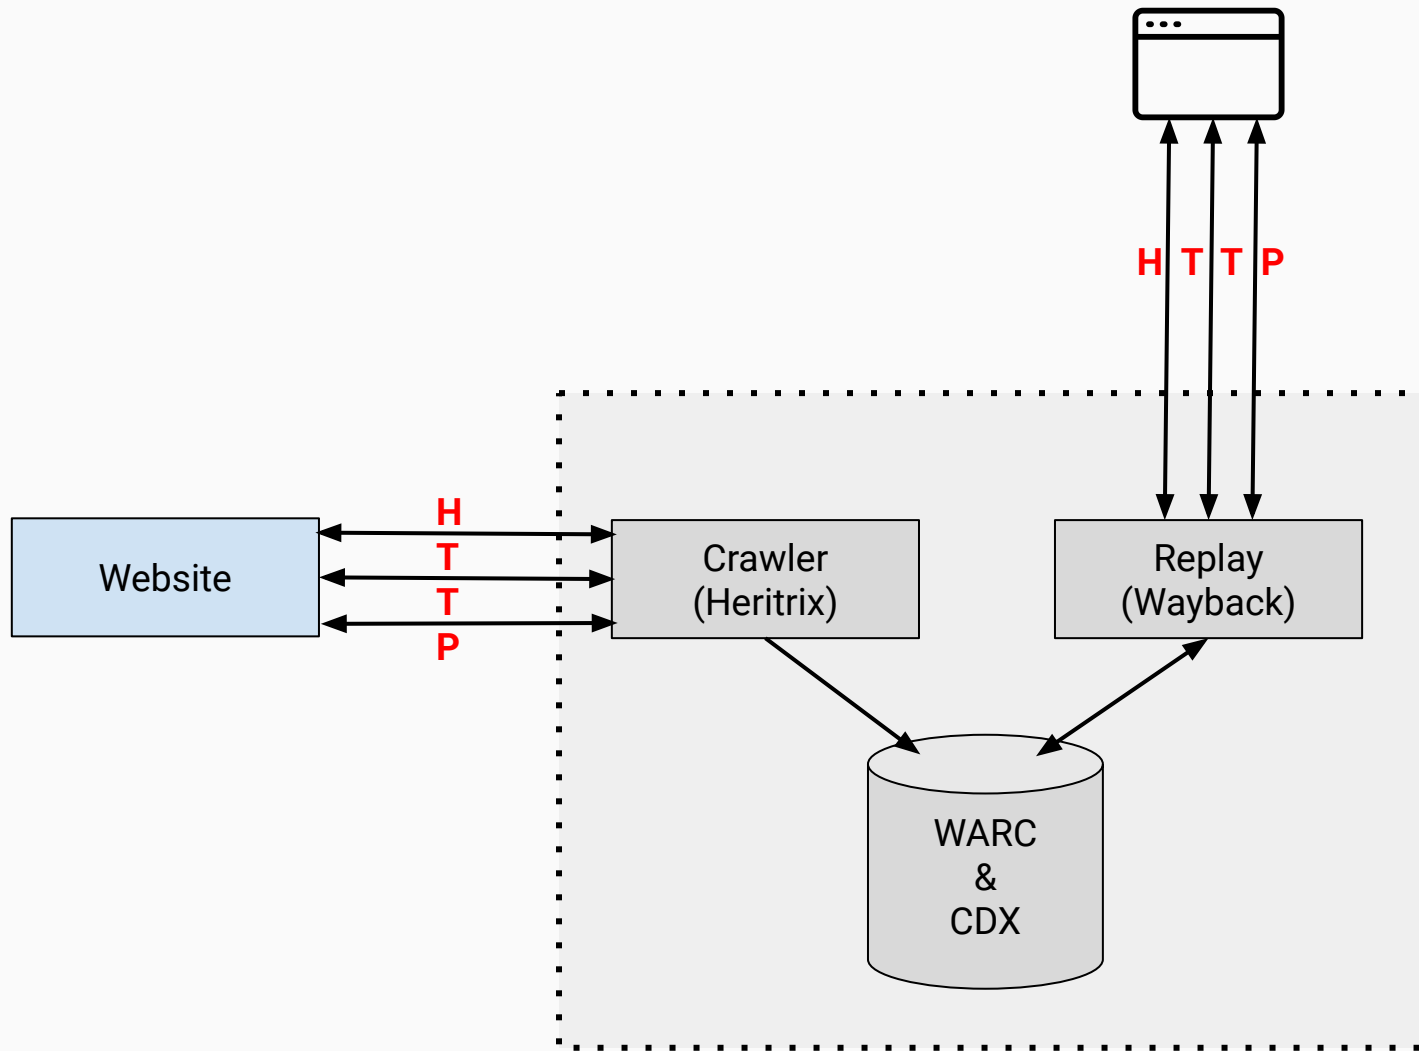 H T T P
H
T
T
P
Website
Crawler
(Heritrix)
Replay
(Wayback)
WARC
&
CDX